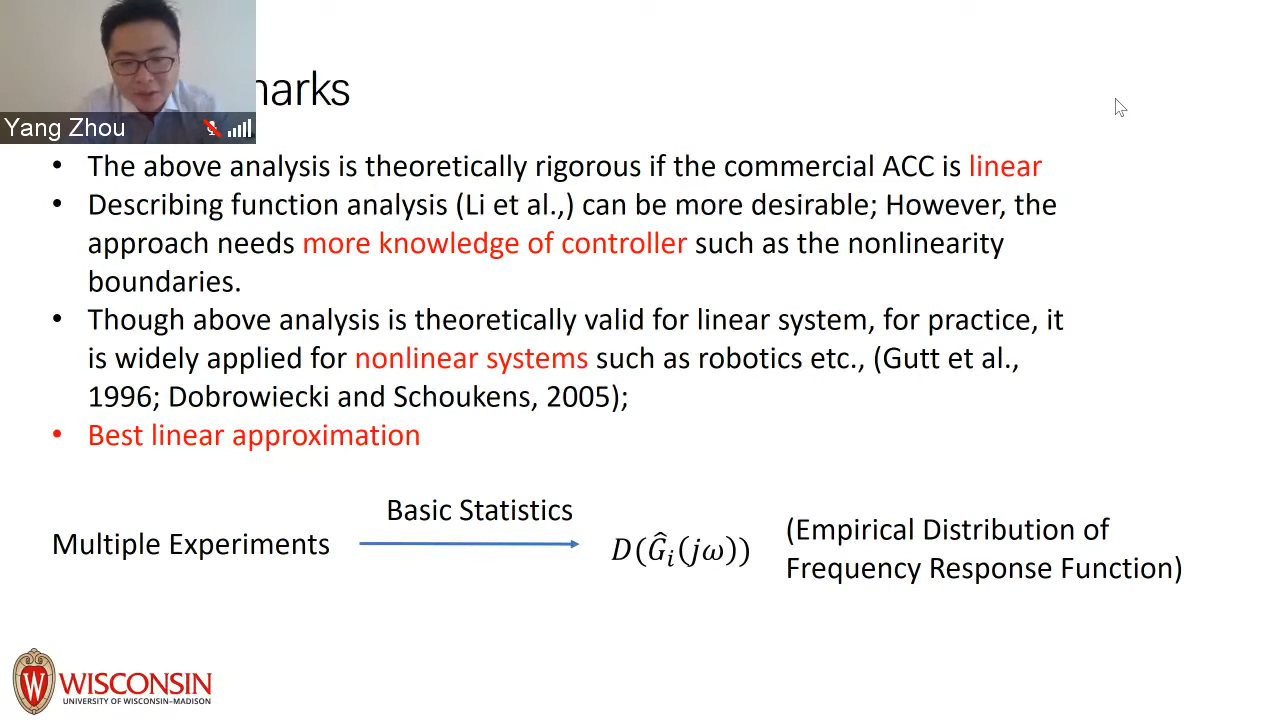 marks
Yang Zhou
• The above analysis is theoretically rigorous if the commercial ACC is linear
• Describing function analysis (Li et al.,) can be more desirable; However, the
approach needs more knowledge of controller such as the nonlinearity
boundaries.
• Though above analysis is theoretically valid for linear system, for practice, it
is widely applied for nonlinear systems such as robotics etc., (Gutt et al.,
1996; Dobrowiecki and Schoukens, 2005);
• Best linear approximation
Basic Statistics
Multiple Experiments
D(Ĝᵢ(jω))
(Empirical Distribution of
Frequency Response Function)
W
WISCONSIN
UNIVERSITY OF WISCONSIN–MADISON